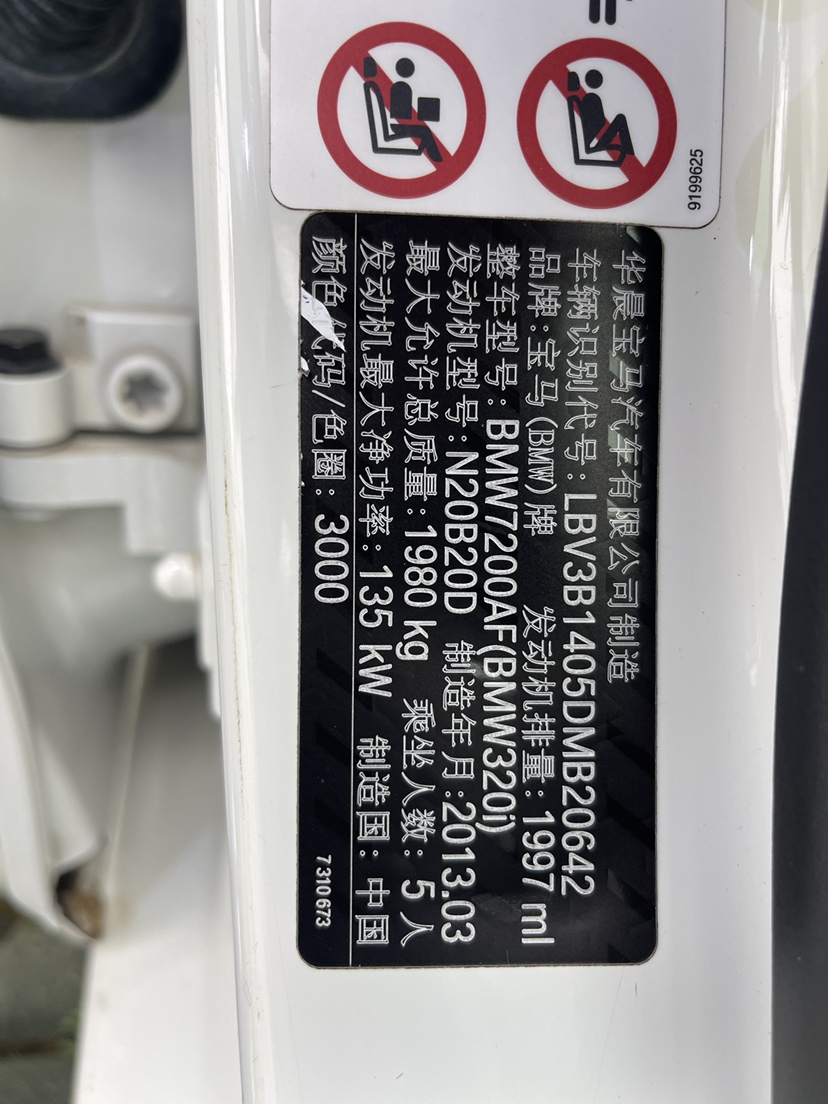 9199625
华晨宝马汽车有限公司制造
车辆识别代号:LBV3B1405DMB20642
品牌:宝马(BMW)牌 发动机排量:1997 ml
整车型号:BMW7200AF(BMW320i)
发动机型号:N20B20D 制造年月:2013.03
最大允许总质量:1980 kg 乘坐人数:5 人
发动机最大净功率:135 kW 制造国:中国
颜色代码/色圈:3000
7310673